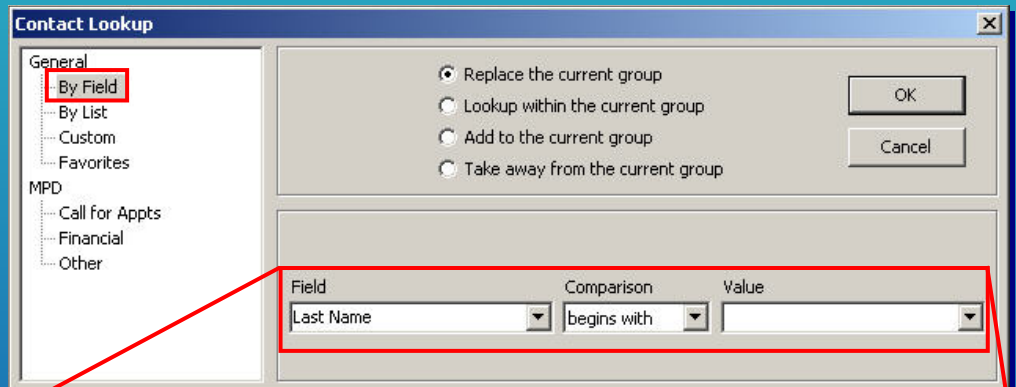 Contact Lookup
General
By Field
By List
Custom
Favorites
MPD
Call for Appts
Financial
Other
Replace the current group
Lookup within the current group
Add to the current group
Take away from the current group
OK
Cancel
Field Comparison Value
Last Name begins with